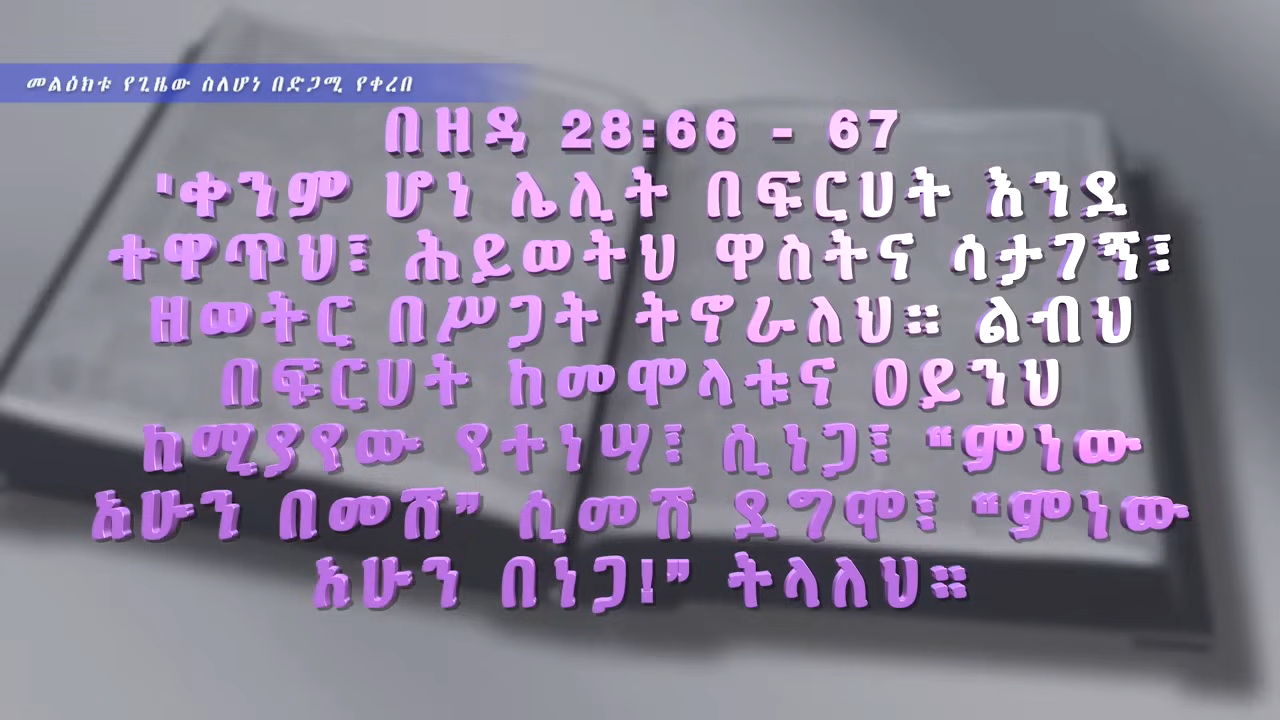 መልዕክቱ የጊዜው ስለሆነ በድጋሚ የቀረበ
በዘዳ 28:66 - 67
'ቀንም ሆነ ሌሊት በፍርሀት እንደ
ተዋጥህ፣ ሕይወትህ ዋስትና ሳታገኝ፣
ዘወትር በሥጋት ትኖራለህ። ልብህ
በፍርሀት ከመሞላቱና ዐይንህ
ከሚያየው የተነሣ፣ ሲነጋ፣ “ምነው
አሁን በመሸ” ሲመሽ ደግሞ፣ “ምነው
አሁን በነጋ!” ትላለህ።